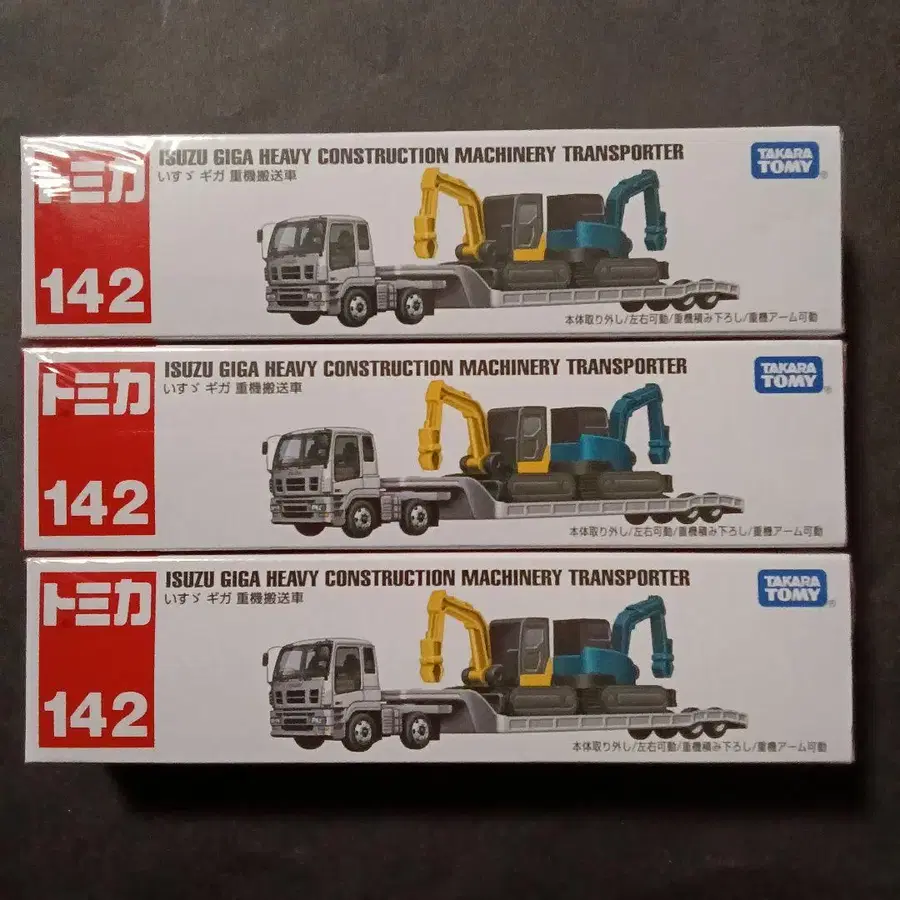 トミカ
142
ISUZU GIGA HEAVY CONSTRUCTION MACHINERY TRANSPORTER
いすゞ ギガ 重機搬送車
TAKARA TOMY®
本体取り外し/左右可動/重機積み下ろし/重機アーム可動
トミカ
142
ISUZU GIGA HEAVY CONSTRUCTION MACHINERY TRANSPORTER
いすゞ ギガ 重機搬送車
TAKARA TOMY®
本体取り外し/左右可動/重機積み下ろし/重機アーム可動
トミカ
142
ISUZU GIGA HEAVY CONSTRUCTION MACHINERY TRANSPORTER
いすゞ ギガ 重機搬送車
TAKARA TOMY®
本体取り外し/左右可動/重機積み下ろし/重機アーム可動